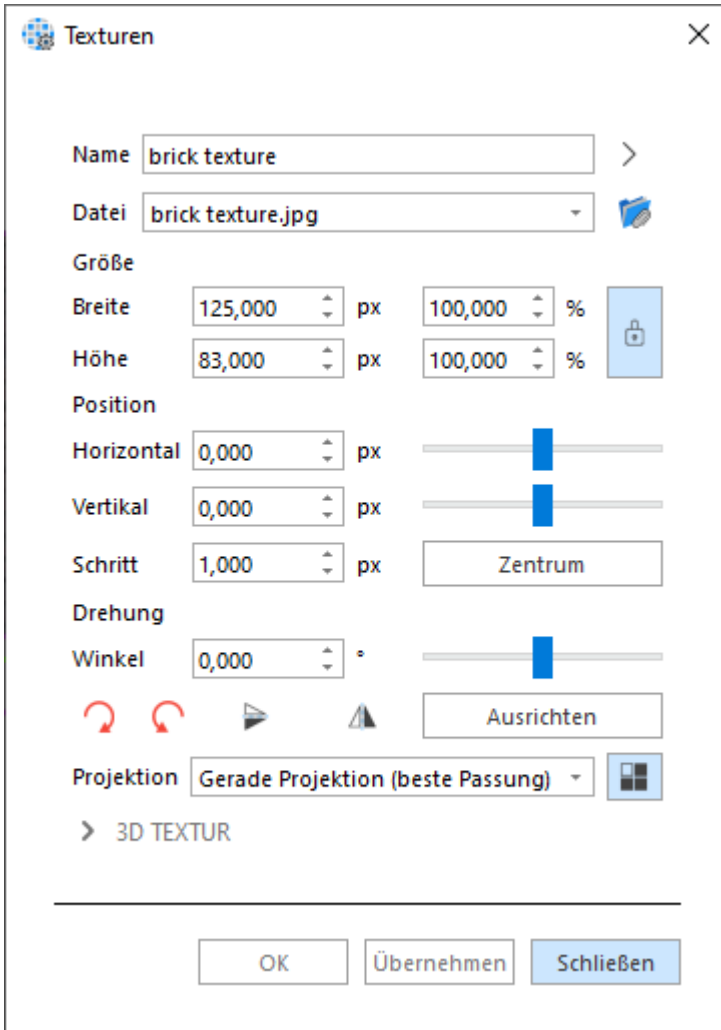 Texturen
Name brick texture
Datei brick texture.jpg
Größe
Breite 125,000 px 100,000 %
Höhe 83,000 px 100,000 %
Position
Horizontal 0,000 px
Vertikal 0,000 px
Schritt 1,000 px Zentrum
Drehung
Winkel 0,000 °
Ausrichten
Projektion Gerade Projektion (beste Passung)
3D TEXTUR
OK Übernehmen Schließen